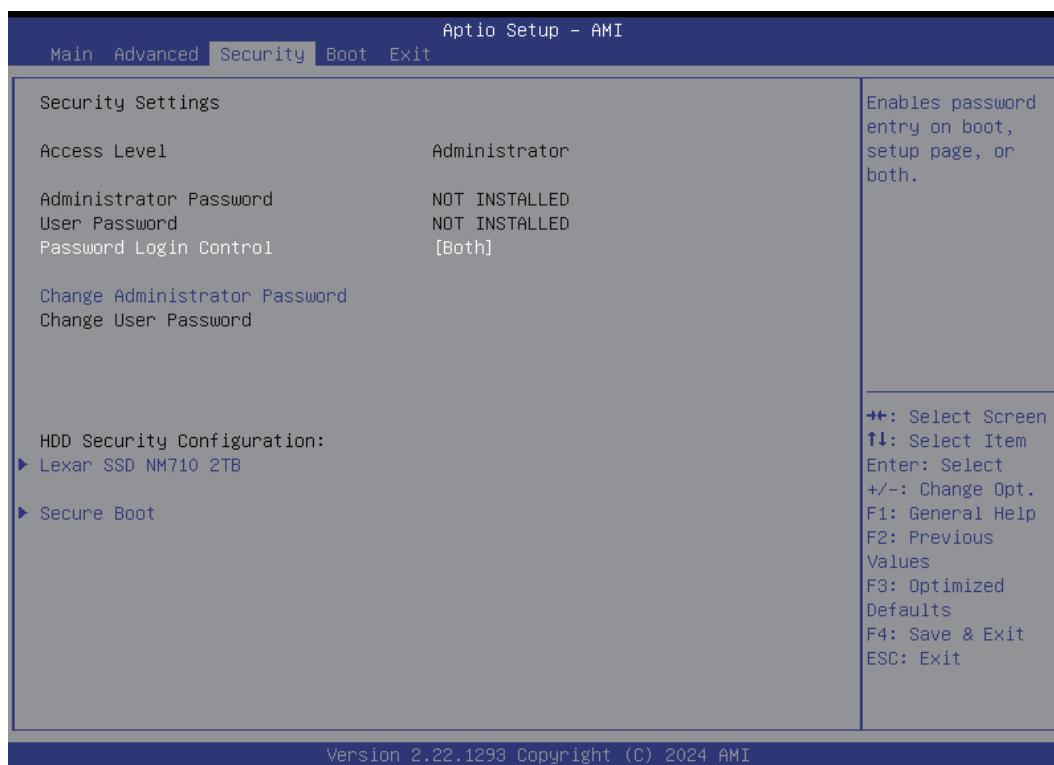 Aptio Setup – AMI
Main Advanced Security Boot Exit
Security Settings
Access Level Administrator
Administrator Password NOT INSTALLED
User Password NOT INSTALLED
Password Login Control [Both]
Change Administrator Password
Change User Password
HDD Security Configuration:
Lexar SSD NM710 2TB
Secure Boot
Enables password
entry on boot,
setup page, or
both.
→←: Select Screen
↑↓: Select Item
Enter: Select
+/-: Change Opt.
F1: General Help
F2: Previous
Values
F3: Optimized
Defaults
F4: Save & Exit
ESC: Exit
Version 2.22.1293 Copyright (C) 2024 AMI